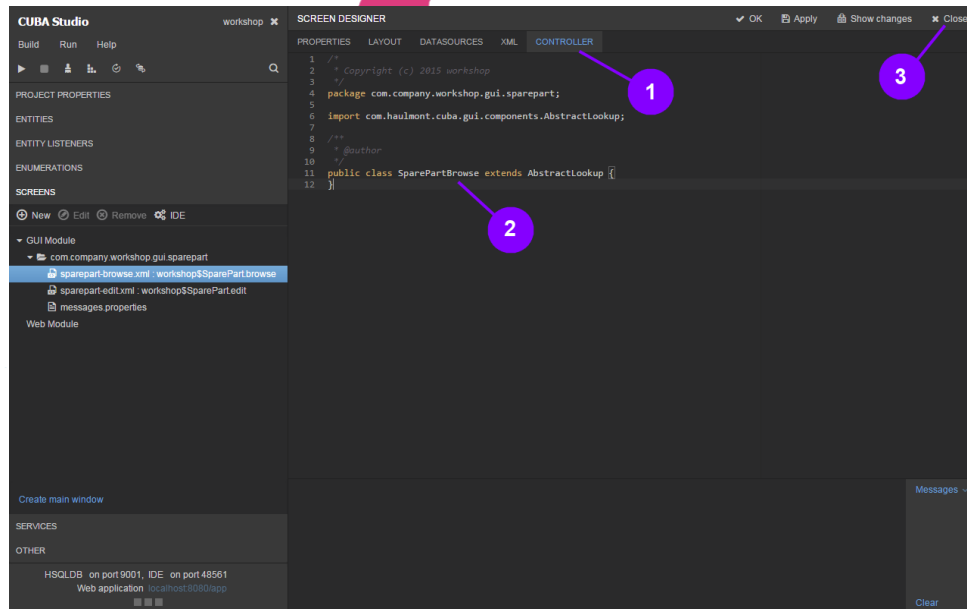 CUBA Studio
workshop ✖
Build Run Help
PROJECT PROPERTIES
ENTITIES
ENTITY LISTENERS
ENUMERATIONS
SCREENS
New Edit Remove IDE
GUI Module
com.company.workshop.gui.sparepart
sparepart-browse.xml : workshop$SparePart.browse
sparepart-edit.xml : workshop$SparePart.edit
messages.properties
Web Module
Create main window
SERVICES
OTHER
HSQLDB on port 9001, IDE on port 48561
Web application localhost:8080/app
SCREEN DESIGNER
OK Apply Show changes Close
PROPERTIES LAYOUT DATASOURCES XML CONTROLLER
1 /*
2 * Copyright (c) 2015 workshop
3 */
4 package com.company.workshop.gui.sparepart;
5
6 import com.haulmont.cuba.gui.components.AbstractLookup;
7
8 /**
9 * @author
10 */
11 public class SparePartBrowse extends AbstractLookup {
12 }
1
2
3
Messages
Clear